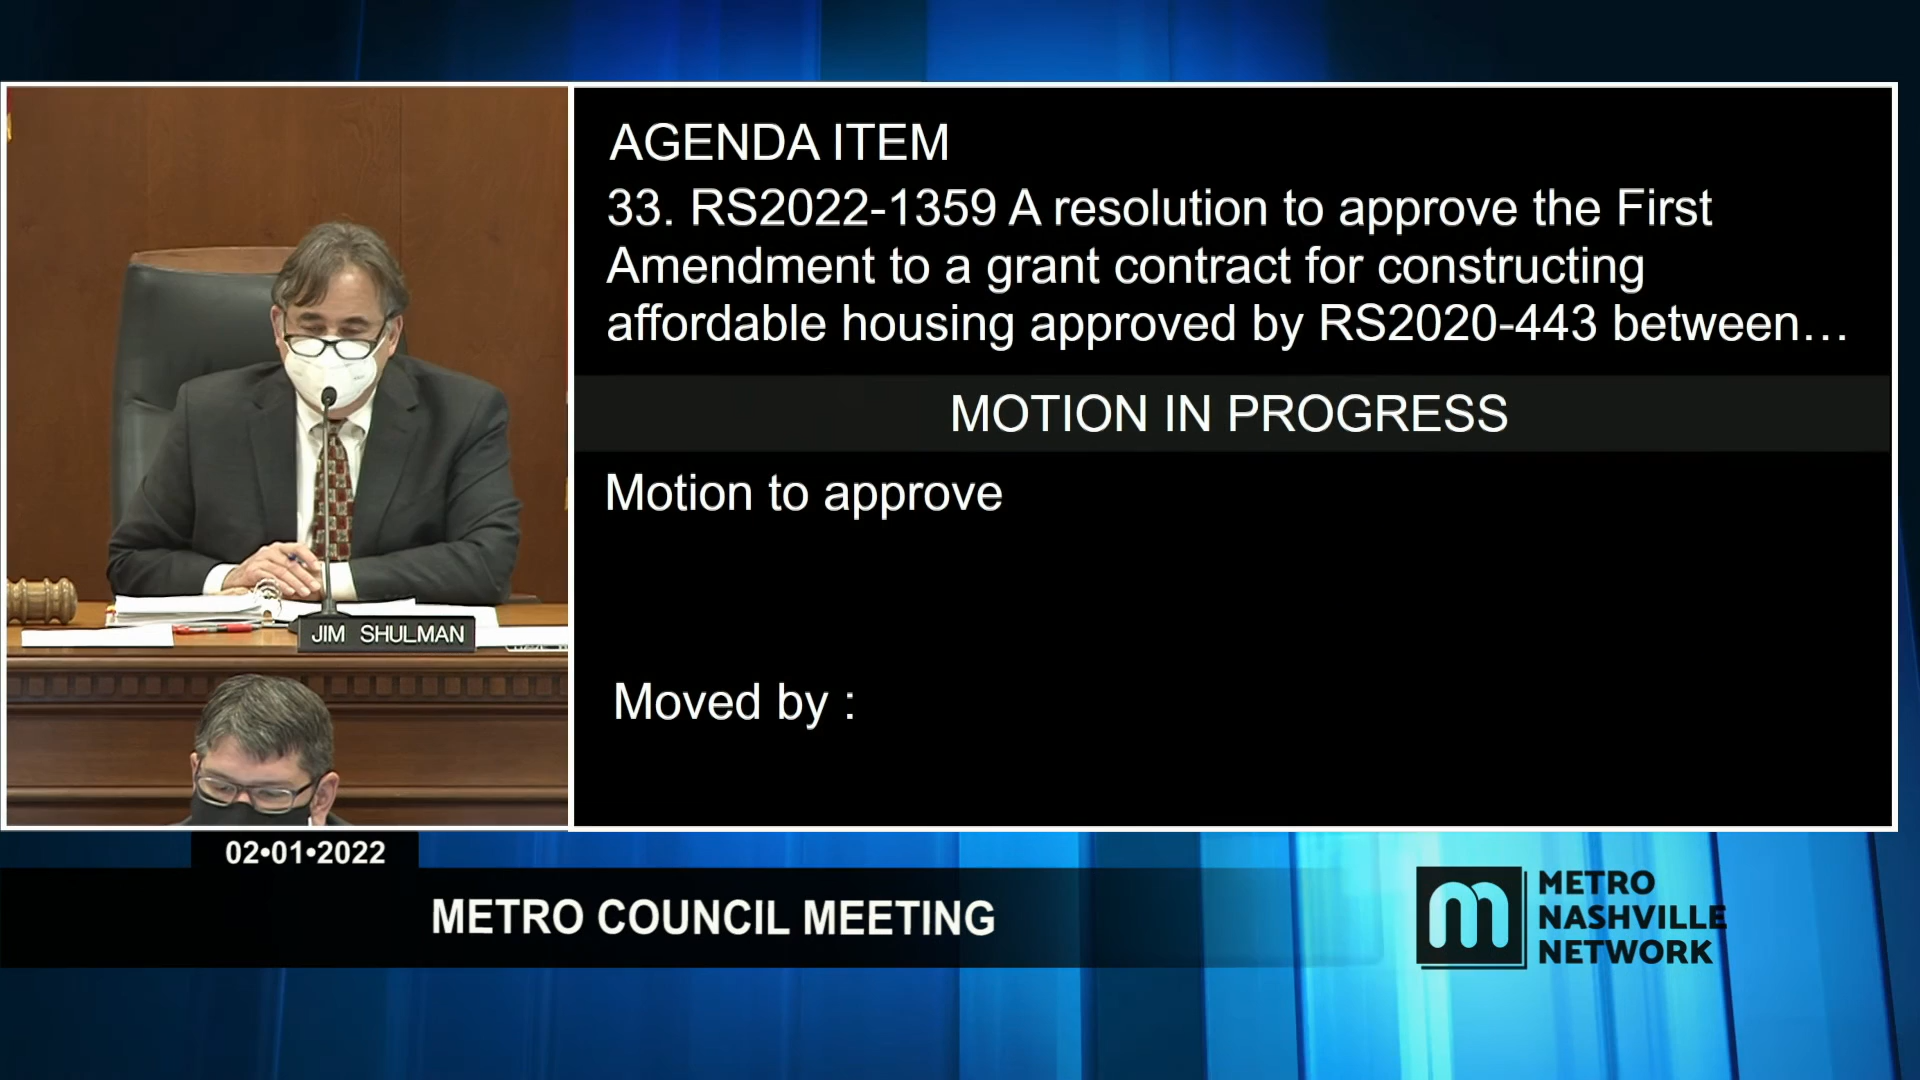 AGENDA ITEM
33. RS2022-1359 A resolution to approve the First
Amendment to a grant contract for constructing
affordable housing approved by RS2020-443 between…
MOTION IN PROGRESS
Motion to approve
Moved by :
JIM SHULMAN
02•01•2022
METRO COUNCIL MEETING
m METRO
NASHVILLE
NETWORK